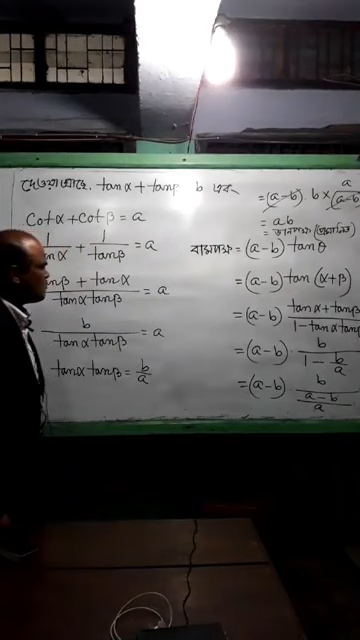 দেওয়া আছে, tanα + tanβ b এবং
Cotα + Cotβ = a
1/tanα + 1/tanβ = a
tanβ + tanα / tanα tanβ = a
b / tanα tanβ = a
tanα tanβ = b/a
বামপক্ষ = (a-b) tanθ
= (a-b) tan (α+β)
= (a-b) tanα + tanβ / 1 - tanα tanβ
= (a-b) b / 1 - b/a
= (a-b) b / a-b/a
= (a-b) b × a/(a-b)
= ab
= ডানপক্ষ (প্রমাণিত)